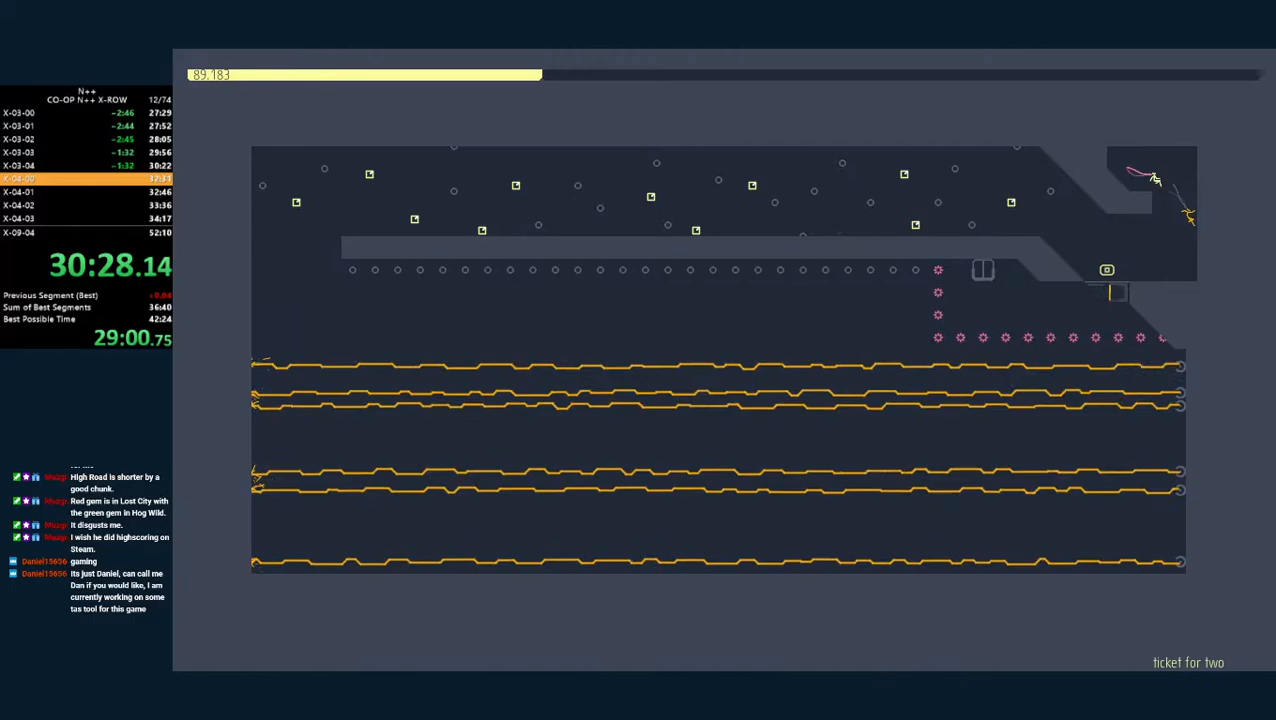 89.183
N++
CO-OP N++ X-ROW 12/74
X-03-00 -2:46 27:29
X-03-01 -2:44 27:52
X-03-02 -2:45 28:05
X-03-03 -1:32 29:56
X-03-04 -1:32 30:22
X-04-00
X-04-01 32:46
X-04-02 33:36
X-04-03 34:17
X-09-04 52:10
30:28.14
Previous Segment (Best) +0.04
Sum of Best Segments 36:40
Best Possible Time 42:24
29:00.75
High Road is shorter by a
good chunk.
Red gem is in Lost City with
the green gem in Hog Wild.
It disgusts me.
I wish he did highscoring on
Steam.
Daniel15656 gaming
Daniel15656 Its just Daniel, can call me
Dan if you would like, I am
currently working on some
tas tool for this game
ticket for two